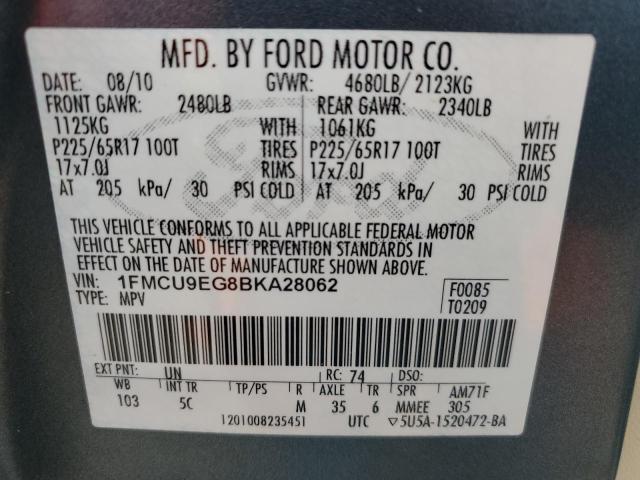 MFD. BY FORD MOTOR CO.
DATE: 08/10 GVWR: 4680LB/ 2123KG
FRONT GAWR: 2480LB REAR GAWR: 2340LB
1125KG WITH 1061KG WITH
P225/65R17 100T TIRES P225/65R17 100T TIRES
17x7.0J RIMS 17x7.0J RIMS
AT 205 kPa/ 30 PSI COLD AT 205 kPa/ 30 PSI COLD
THIS VEHICLE CONFORMS TO ALL APPLICABLE FEDERAL MOTOR
VEHICLE SAFETY AND THEFT PREVENTION STANDARDS IN
EFFECT ON THE DATE OF MANUFACTURE SHOWN ABOVE.
VIN: 1FMCU9EG8BKA28062 F0085
TYPE: MPV T0209
EXT PNT: UN RC: 74 DSO:
WB INT TR TP/PS R AXLE TR SPR AM71F
103 5C M 35 6 MMEE 305
1201008235451 UTC ▽5U5A-1520472-BA
Ford